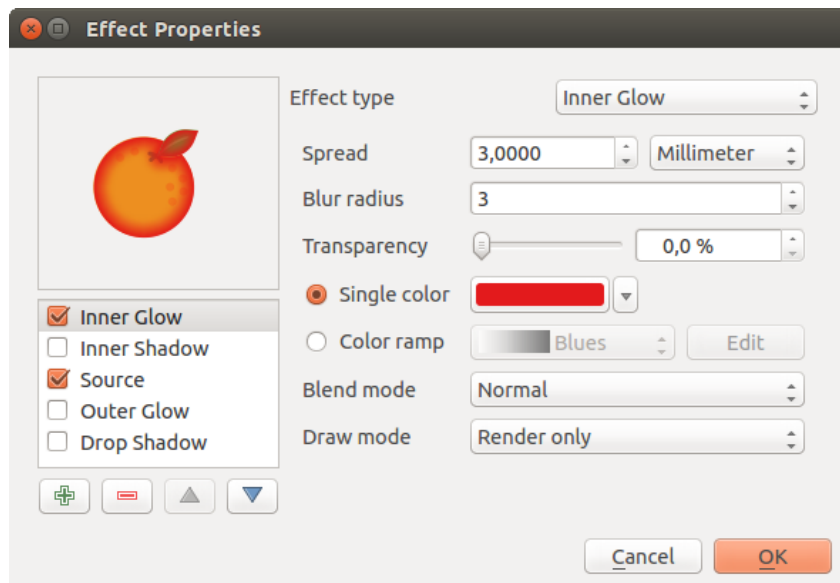 Effect Properties
Effect type
Inner Glow
Spread
3,0000
Millimeter
Blur radius
3
Transparency
0,0 %
Single color
Color ramp
Blues
Edit
Blend mode
Normal
Draw mode
Render only
Inner Glow
Inner Shadow
Source
Outer Glow
Drop Shadow
Cancel
OK